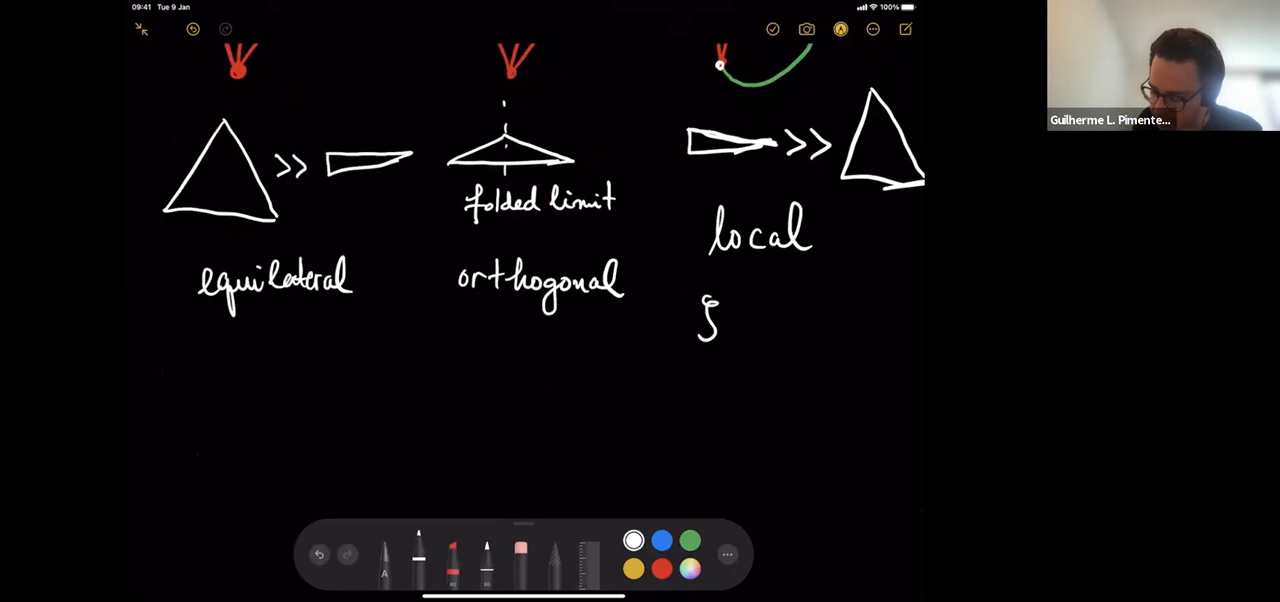 09:41 Tue 9 Jan
100%
Guilherme L. Pimente...
>>
>>
folded limit
local
equilateral
orthogonal
ξ
A